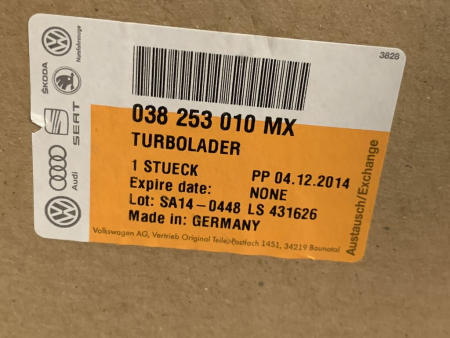 3828
Nutzfahrzeuge
ŠKODA
SEAT
Audi
038 253 010 MX
TURBOLADER
1 STUECK PP 04.12.2014
Expire date: NONE
Lot: SA14-0448 LS 431626
Made in: GERMANY
Volkswagen AG, Vertrieb Original Teile, Postfach 1451, 34219 Baunatal
Austausch/Exchange